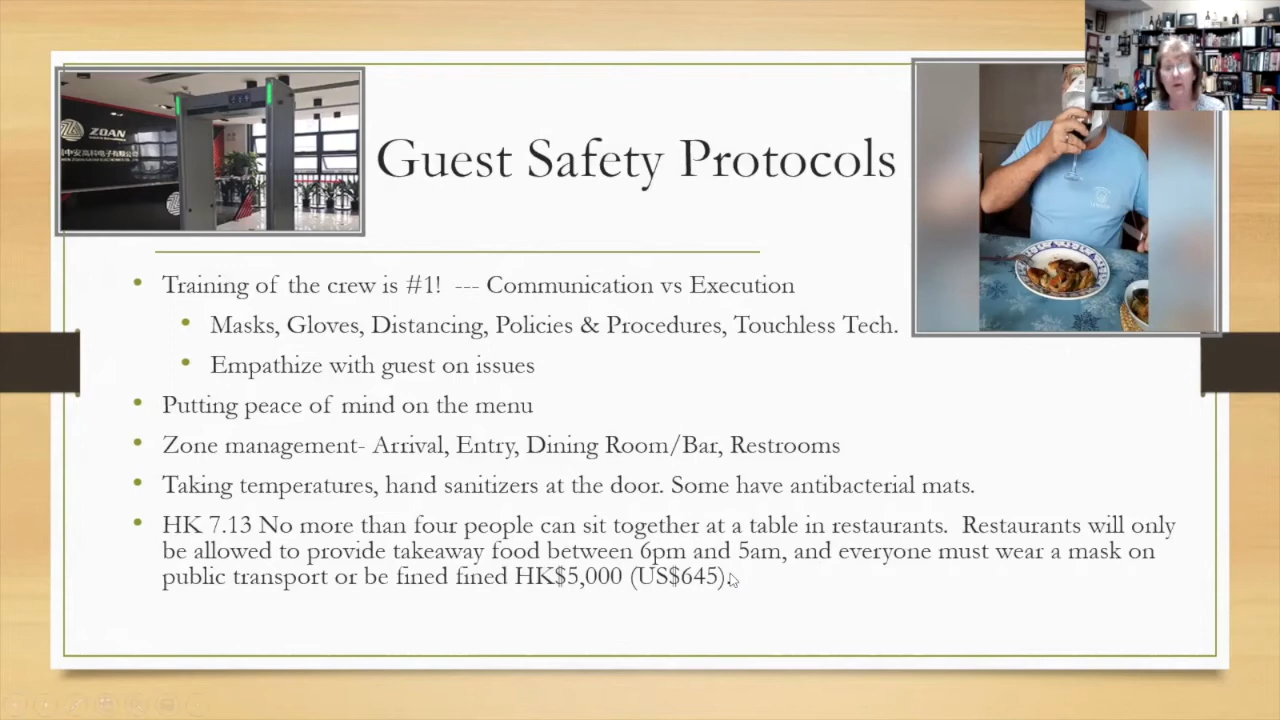 ZOAN
Guest Safety Protocols
Training of the crew is #1! --- Communication vs Execution
Masks, Gloves, Distancing, Policies & Procedures, Touchless Tech.
Empathize with guest on issues
Putting peace of mind on the menu
Zone management- Arrival, Entry, Dining Room/Bar, Restrooms
Taking temperatures, hand sanitizers at the door. Some have antibacterial mats.
HK 7.13 No more than four people can sit together at a table in restaurants. Restaurants will only
be allowed to provide takeaway food between 6pm and 5am, and everyone must wear a mask on
public transport or be fined fined HK$5,000 (US$645).